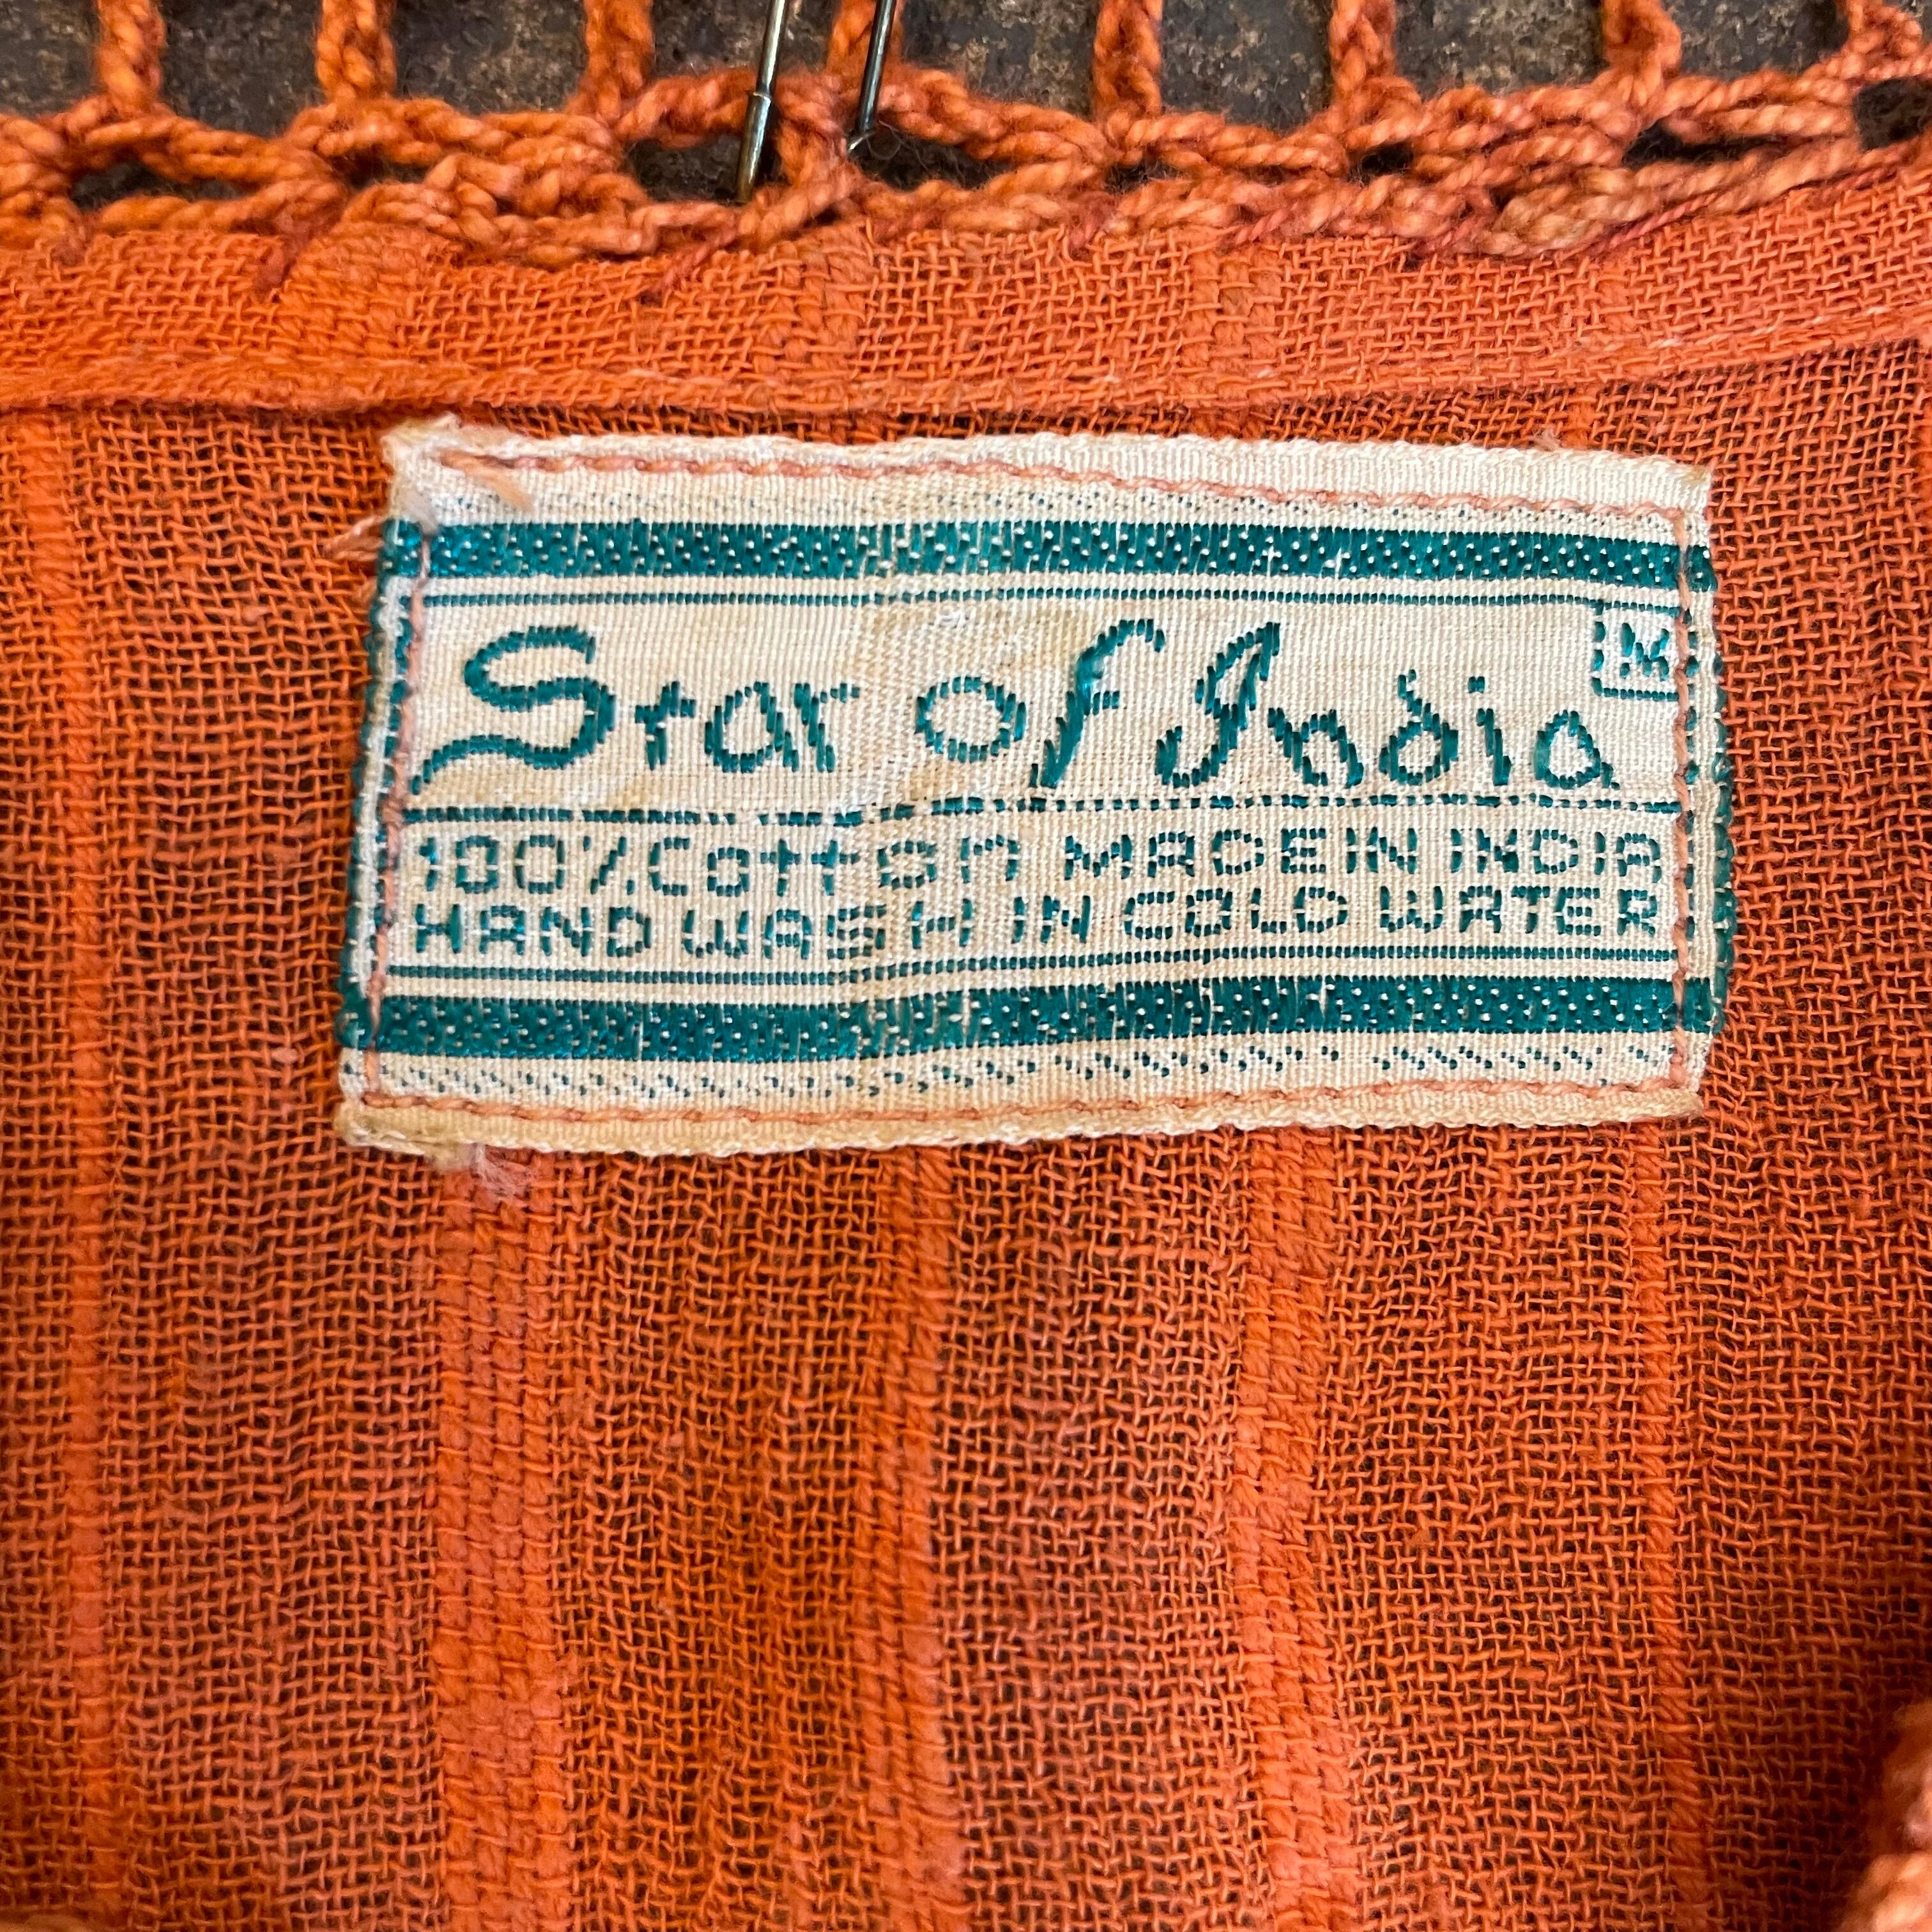 Star of India
M
100% Cotton MADE IN INDIA
HAND WASH IN COLD WATER